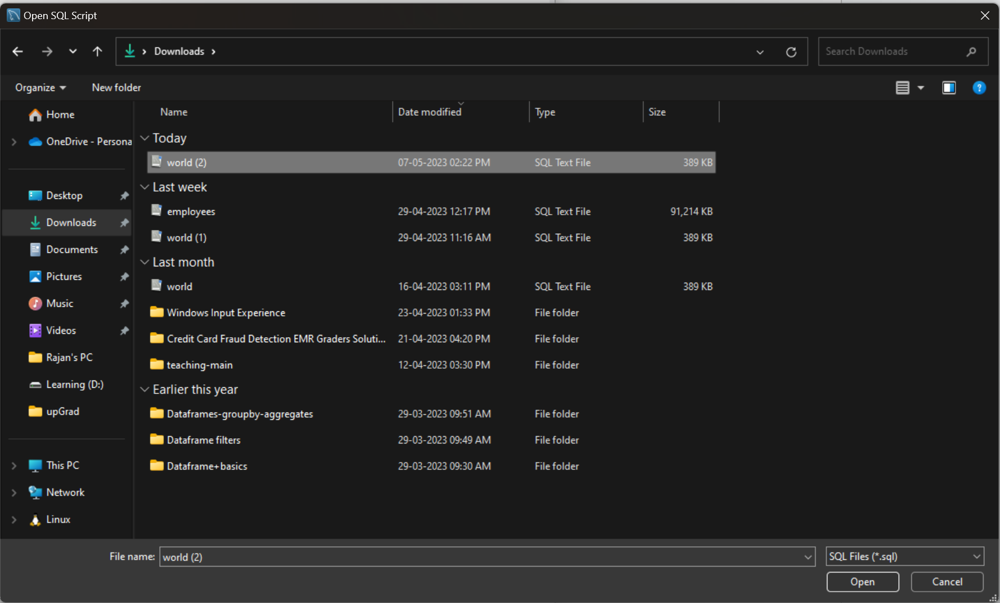 Open SQL Script
Downloads
Search Downloads
Organize
New folder
Name Date modified Type Size
Home
OneDrive - Persona
Desktop
Downloads
Documents
Pictures
Music
Videos
Rajan's PC
Learning (D:)
upGrad
This PC
Network
Linux
Today
world (2) 07-05-2023 02:22 PM SQL Text File 389 KB
Last week
employees 29-04-2023 12:17 PM SQL Text File 91,214 KB
world (1) 29-04-2023 11:16 AM SQL Text File 389 KB
Last month
world 16-04-2023 03:11 PM SQL Text File 389 KB
Windows Input Experience 23-04-2023 01:33 PM File folder
Credit Card Fraud Detection EMR Graders Soluti... 21-04-2023 04:20 PM File folder
teaching-main 12-04-2023 03:30 PM File folder
Earlier this year
Dataframes-groupby-aggregates 29-03-2023 09:51 AM File folder
Dataframe filters 29-03-2023 09:49 AM File folder
Dataframe+basics 29-03-2023 09:30 AM File folder
File name: world (2) SQL Files (*.sql)
Open Cancel